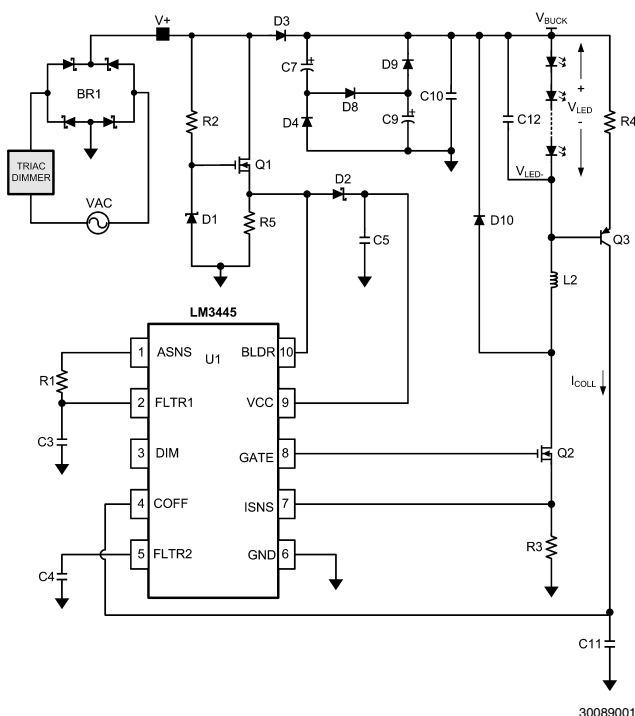 V+
D3
VBUCK
C7
+
D9
BR1
R2
D8
C10
C12
+
VLED
-
R4
D4
C9
+
Q1
TRIAC
DIMMER
VLED-
D2
VAC
D1
R5
C5
D10
Q3
L2
LM3445
1 ASNS
U1
BLDR 10
R1
ICOLL
2 FLTR1
VCC 9
C3
3 DIM
GATE 8
Q2
4 COFF
ISNS 7
R3
5 FLTR2
GND 6
C4
C11
30089001